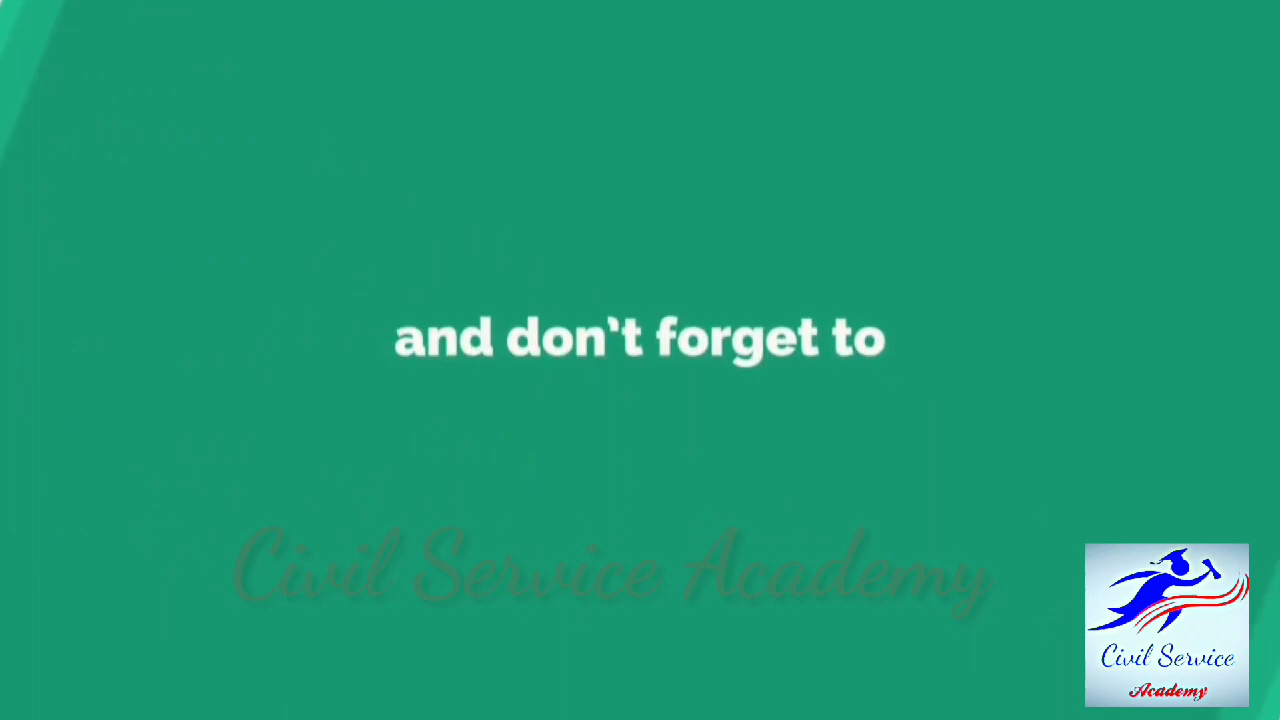 and don’t forget to
Civil Service Academy
Civil Service
Academy